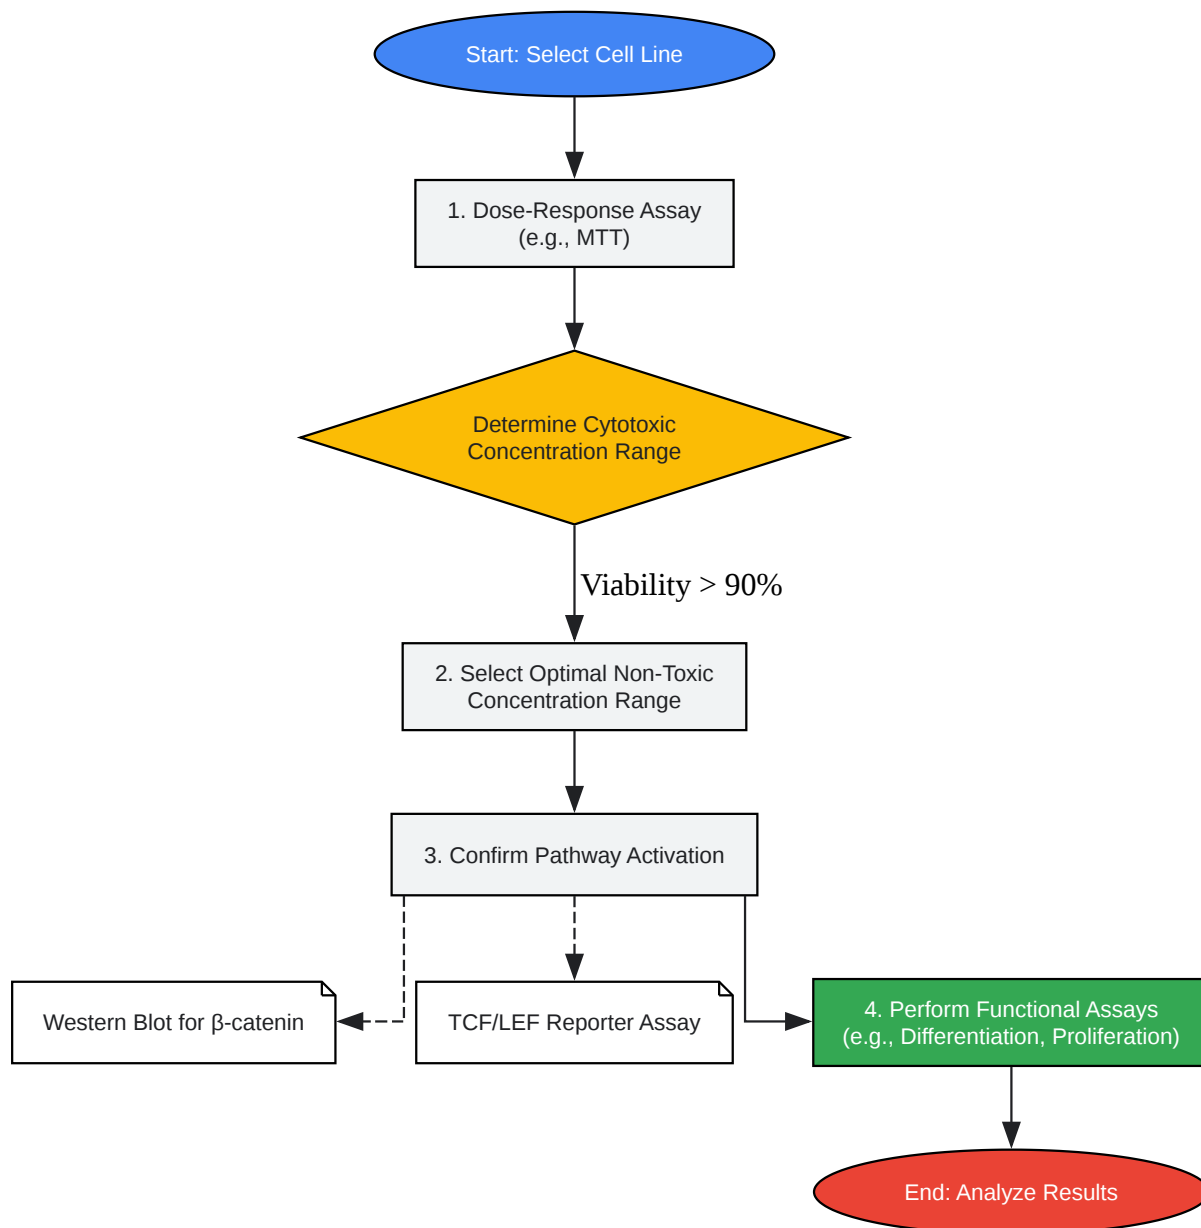 Start: Select Cell Line
1. Dose-Response Assay
(e.g., MTT)
Determine Cytotoxic
Concentration Range
Viability > 90%
2. Select Optimal Non-Toxic
Concentration Range
3. Confirm Pathway Activation
Western Blot for β-catenin
TCF/LEF Reporter Assay
4. Perform Functional Assays
(e.g., Differentiation, Proliferation)
End: Analyze Results